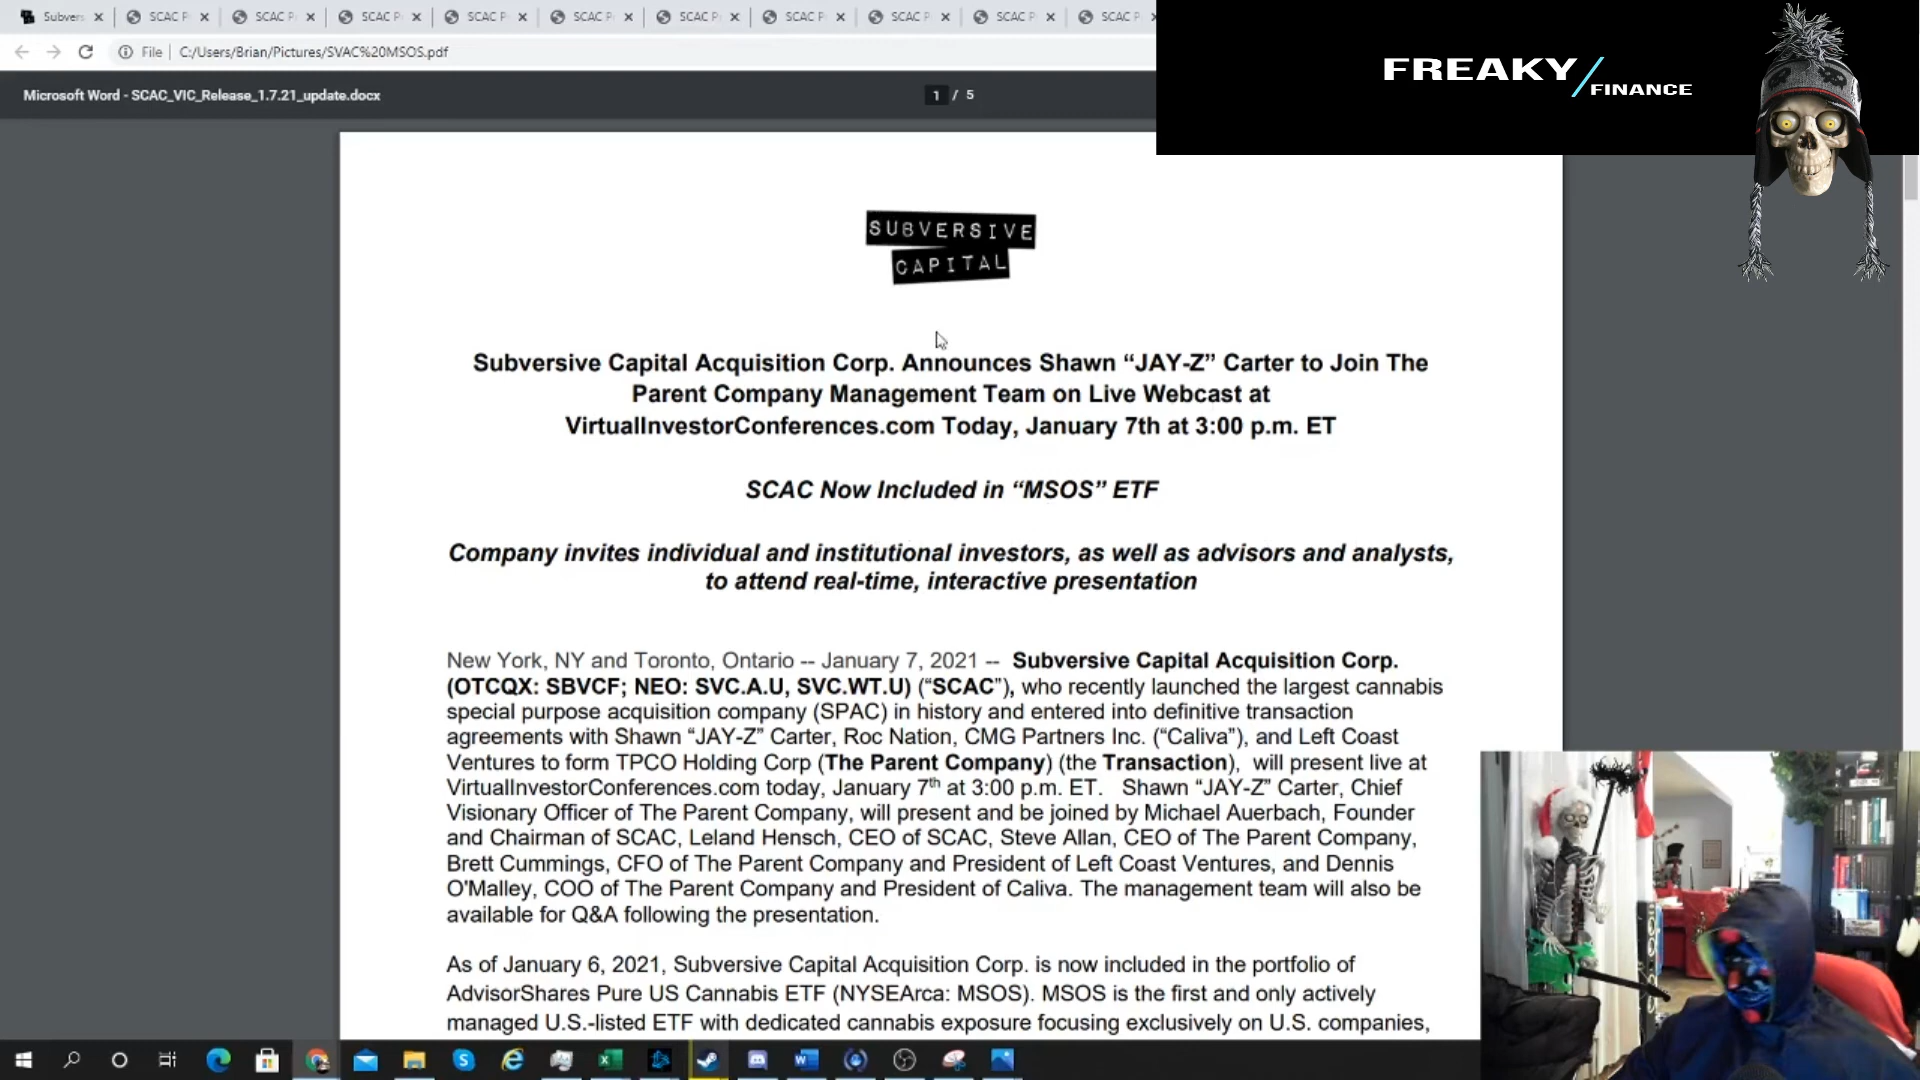 Subvers
SCAC P
SCAC P
SCAC P
SCAC P
SCAC P
SCAC P
SCAC P
SCAC P
SCAC P
SCAC P
File | C:/Users/Brian/Pictures/SVAC%20MSOS.pdf
Microsoft Word - SCAC_VIC_Release_1.7.21_update.docx
1 / 5
FREAKY/FINANCE
SUBVERSIVE
CAPITAL
Subversive Capital Acquisition Corp. Announces Shawn “JAY-Z” Carter to Join The
Parent Company Management Team on Live Webcast at
VirtualInvestorConferences.com Today, January 7th at 3:00 p.m. ET
SCAC Now Included in “MSOS” ETF
Company invites individual and institutional investors, as well as advisors and analysts,
to attend real-time, interactive presentation
New York, NY and Toronto, Ontario -- January 7, 2021 -- Subversive Capital Acquisition Corp.
(OTCQX: SBVCF; NEO: SVC.A.U, SVC.WT.U) (“SCAC”), who recently launched the largest cannabis
special purpose acquisition company (SPAC) in history and entered into definitive transaction
agreements with Shawn “JAY-Z” Carter, Roc Nation, CMG Partners Inc. (“Caliva”), and Left Coast
Ventures to form TPCO Holding Corp (The Parent Company) (the Transaction), will present live at
VirtualInvestorConferences.com today, January 7th at 3:00 p.m. ET. Shawn “JAY-Z” Carter, Chief
Visionary Officer of The Parent Company, will present and be joined by Michael Auerbach, Founder
and Chairman of SCAC, Leland Hensch, CEO of SCAC, Steve Allan, CEO of The Parent Company,
Brett Cummings, CFO of The Parent Company and President of Left Coast Ventures, and Dennis
O'Malley, COO of The Parent Company and President of Caliva. The management team will also be
available for Q&A following the presentation.
As of January 6, 2021, Subversive Capital Acquisition Corp. is now included in the portfolio of
AdvisorShares Pure US Cannabis ETF (NYSEArca: MSOS). MSOS is the first and only actively
managed U.S.-listed ETF with dedicated cannabis exposure focusing exclusively on U.S. companies,